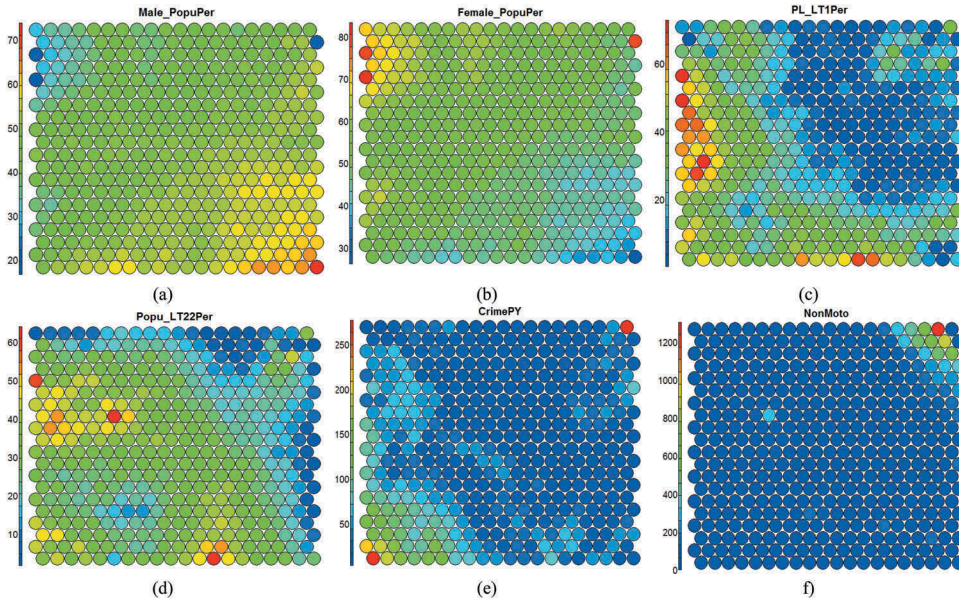 Male_PopuPer
70
60
50
40
30
20
(a)
Female_PopuPer
80
70
60
50
40
30
(b)
PL_LT1Per
60
40
20
(c)
Popu_LT22Per
60
50
40
30
20
10
(d)
CrimePY
250
200
150
100
50
(e)
NonMoto
1200
1000
800
600
400
200
0
f)